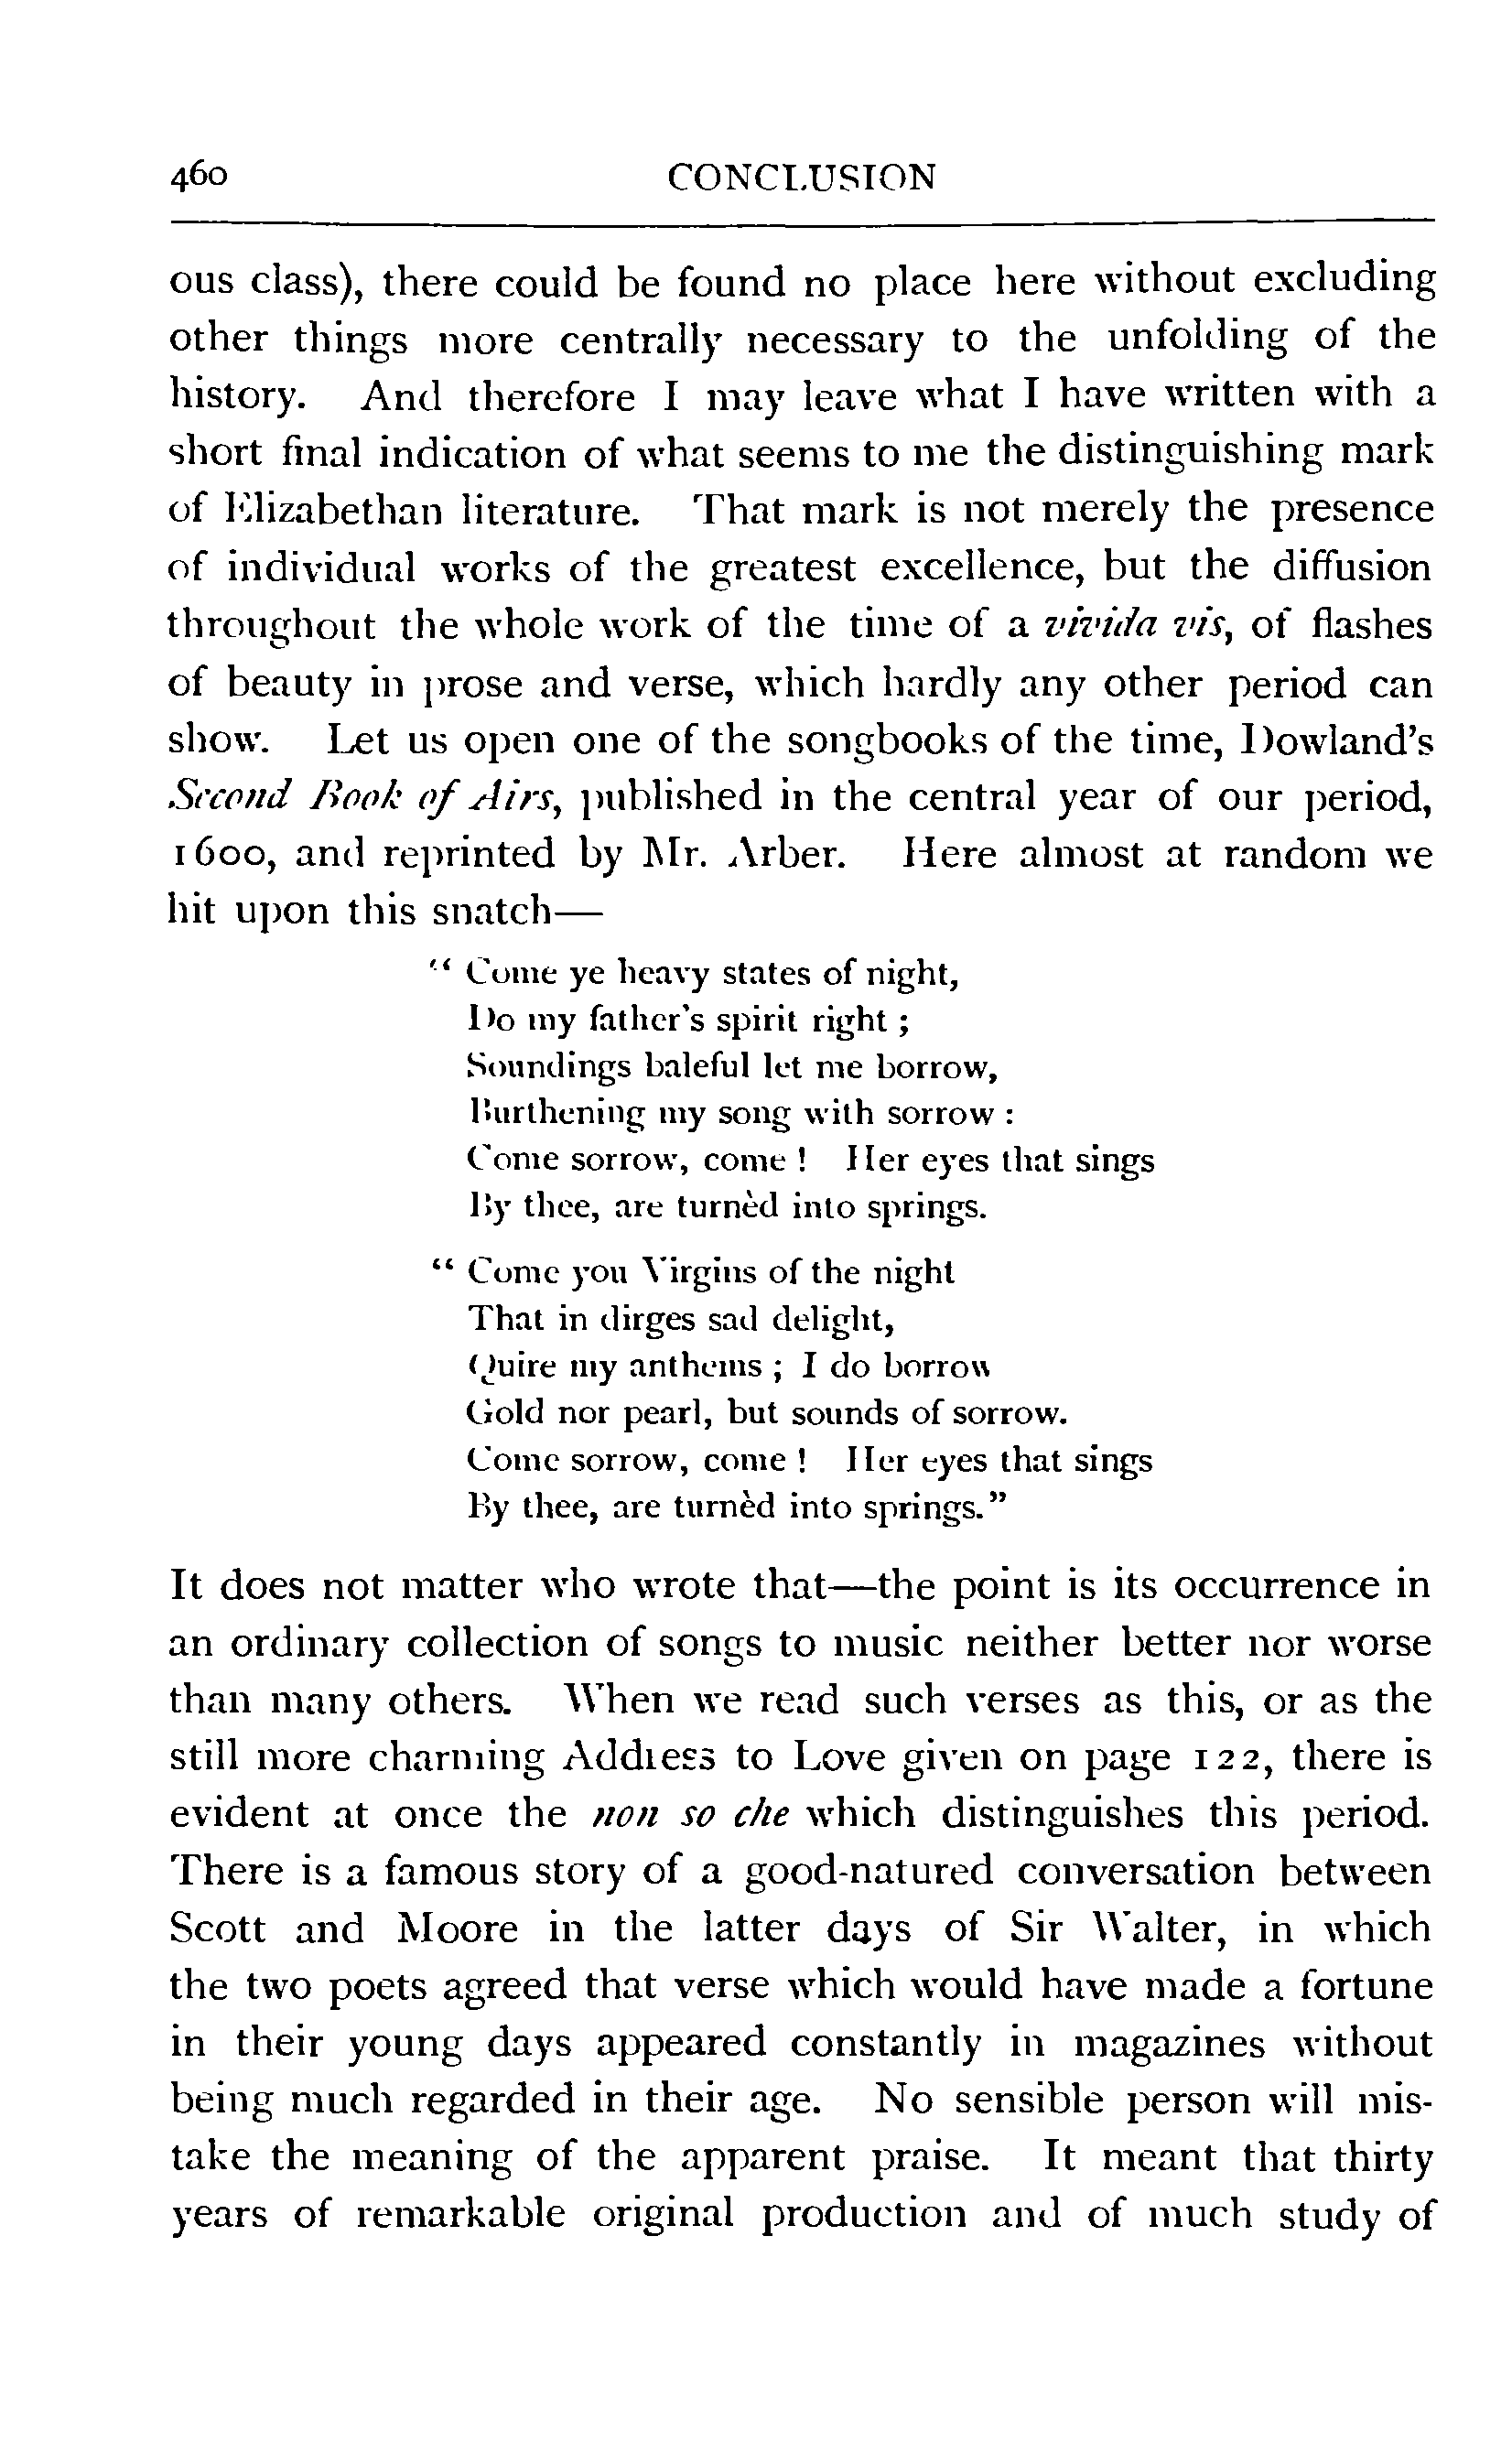 460 CONCLUSION
ous class), there could be found no place here without excluding
other things more centrally necessary to the unfolding of the
history. And therefore I may leave what I have written with a
short final indication of what seems to me the distinguishing mark
of Elizabethan literature. That mark is not merely the presence
of individual works of the greatest excellence, but the diffusion
throughout the whole work of the time of a vivida vis, of flashes
of beauty in prose and verse, which hardly any other period can
show. Let us open one of the songbooks of the time, Dowland's
Second Book of Airs, published in the central year of our period,
1600, and reprinted by Mr. Arber. Here almost at random we
hit upon this snatch—
“ Come ye heavy states of night,
Do my father's spirit right ;
Soundings baleful let me borrow,
Burthening my song with sorrow :
Come sorrow, come ! Her eyes that sings
By thee, are turnèd into springs.
“ Come you Virgins of the night
That in dirges sad delight,
Quire my anthems ; I do borrow
Gold nor pearl, but sounds of sorrow.
Come sorrow, come ! Her eyes that sings
By thee, are turnèd into springs.”
It does not matter who wrote that—the point is its occurrence in
an ordinary collection of songs to music neither better nor worse
than many others. When we read such verses as this, or as the
still more charming Address to Love given on page 122, there is
evident at once the non so che which distinguishes this period.
There is a famous story of a good-natured conversation between
Scott and Moore in the latter days of Sir Walter, in which
the two poets agreed that verse which would have made a fortune
in their young days appeared constantly in magazines without
being much regarded in their age. No sensible person will mis-
take the meaning of the apparent praise. It meant that thirty
years of remarkable original production and of much study of